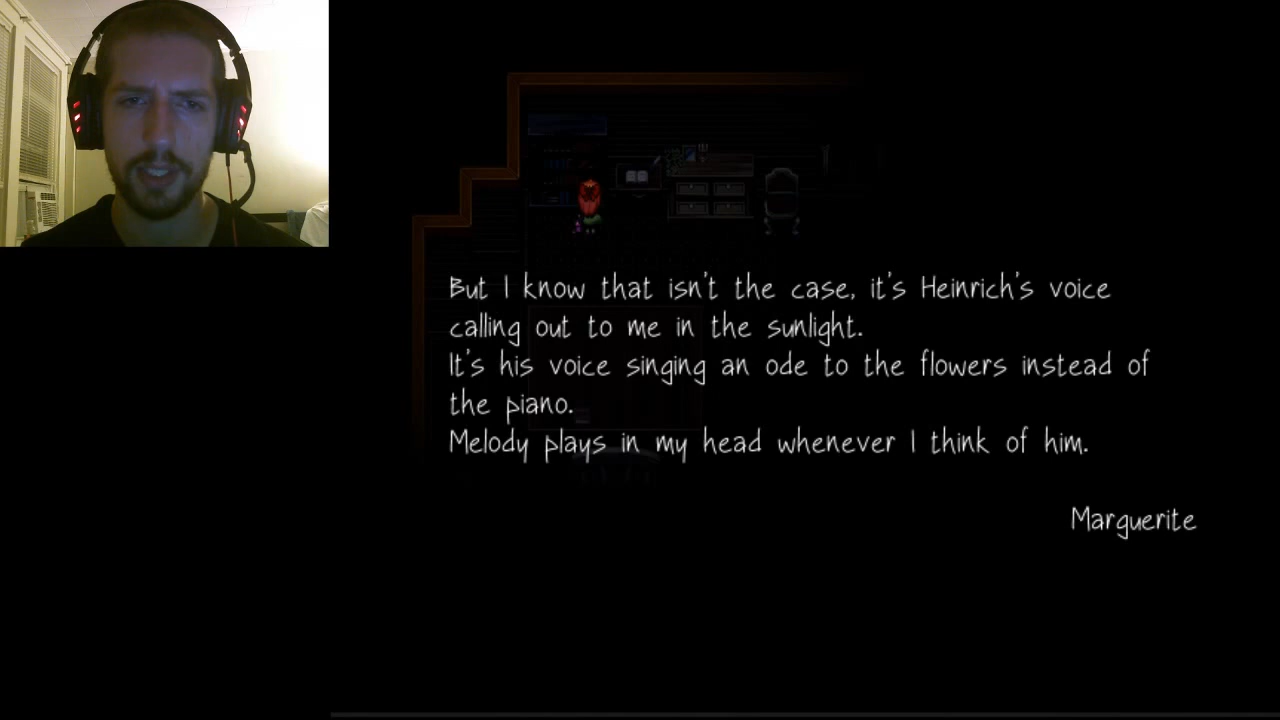 But I know that isn't the case, it's Heinrich's voice
calling out to me in the sunlight.
It's his voice singing an ode to the flowers instead of
the piano.
Melody plays in my head whenever I think of him.
Marguerite